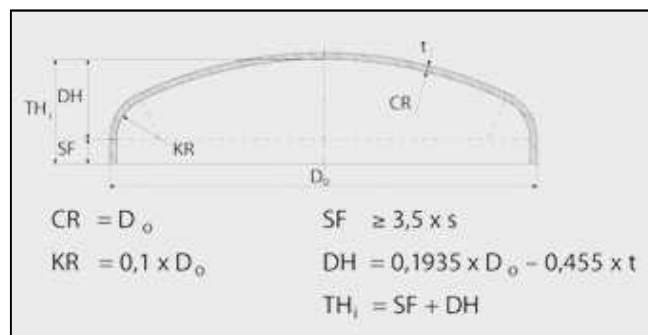 t
DH
TH i
CR
SF
KR
D o
CR = D o
SF ≥ 3,5 x s
KR = 0,1 x D o
DH = 0,1935 x D o – 0,455 x t
TH i = SF + DH